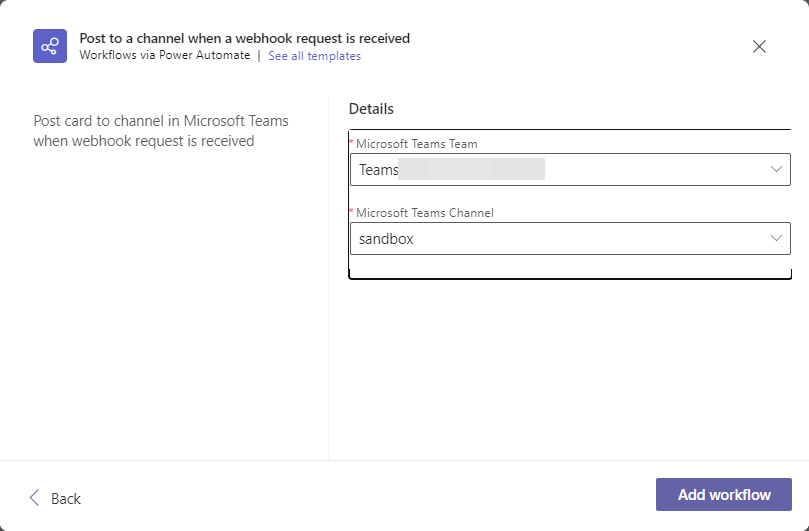 Post to a channel when a webhook request is received
Workflows via Power Automate | See all templates
Post card to channel in Microsoft Teams
when webhook request is received
Details
* Microsoft Teams Team
Teams
* Microsoft Teams Channel
sandbox
Back
Add workflow